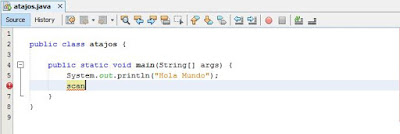 atajos.java
Source History
1
2 public class atajos {
3
4 public static void main(String[] args) {
5 System.out.println("Hola Mundo");
scan
7 }
8 }
9